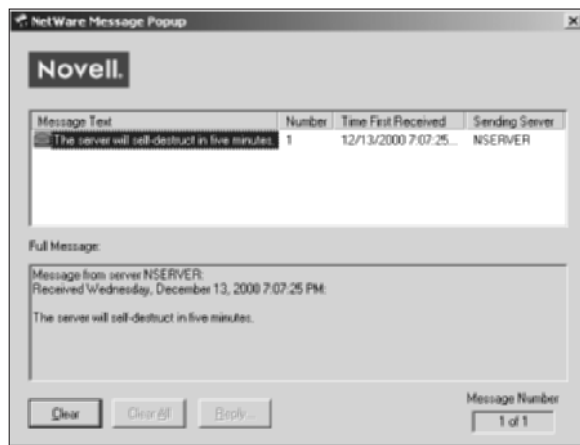 NetWare Message Popup
Novell.
Message Text Number Time First Received Sending Server
The server will self-destruct in five minutes. 1 12/13/2000 7:07:25... NSERVER
Full Message:
Message from server NSERVER:
Received Wednesday, December 13, 2000 7:07:25 PM:
The server will self-destruct in five minutes.
Clear Clear All Reply...
Message Number
1 of 1